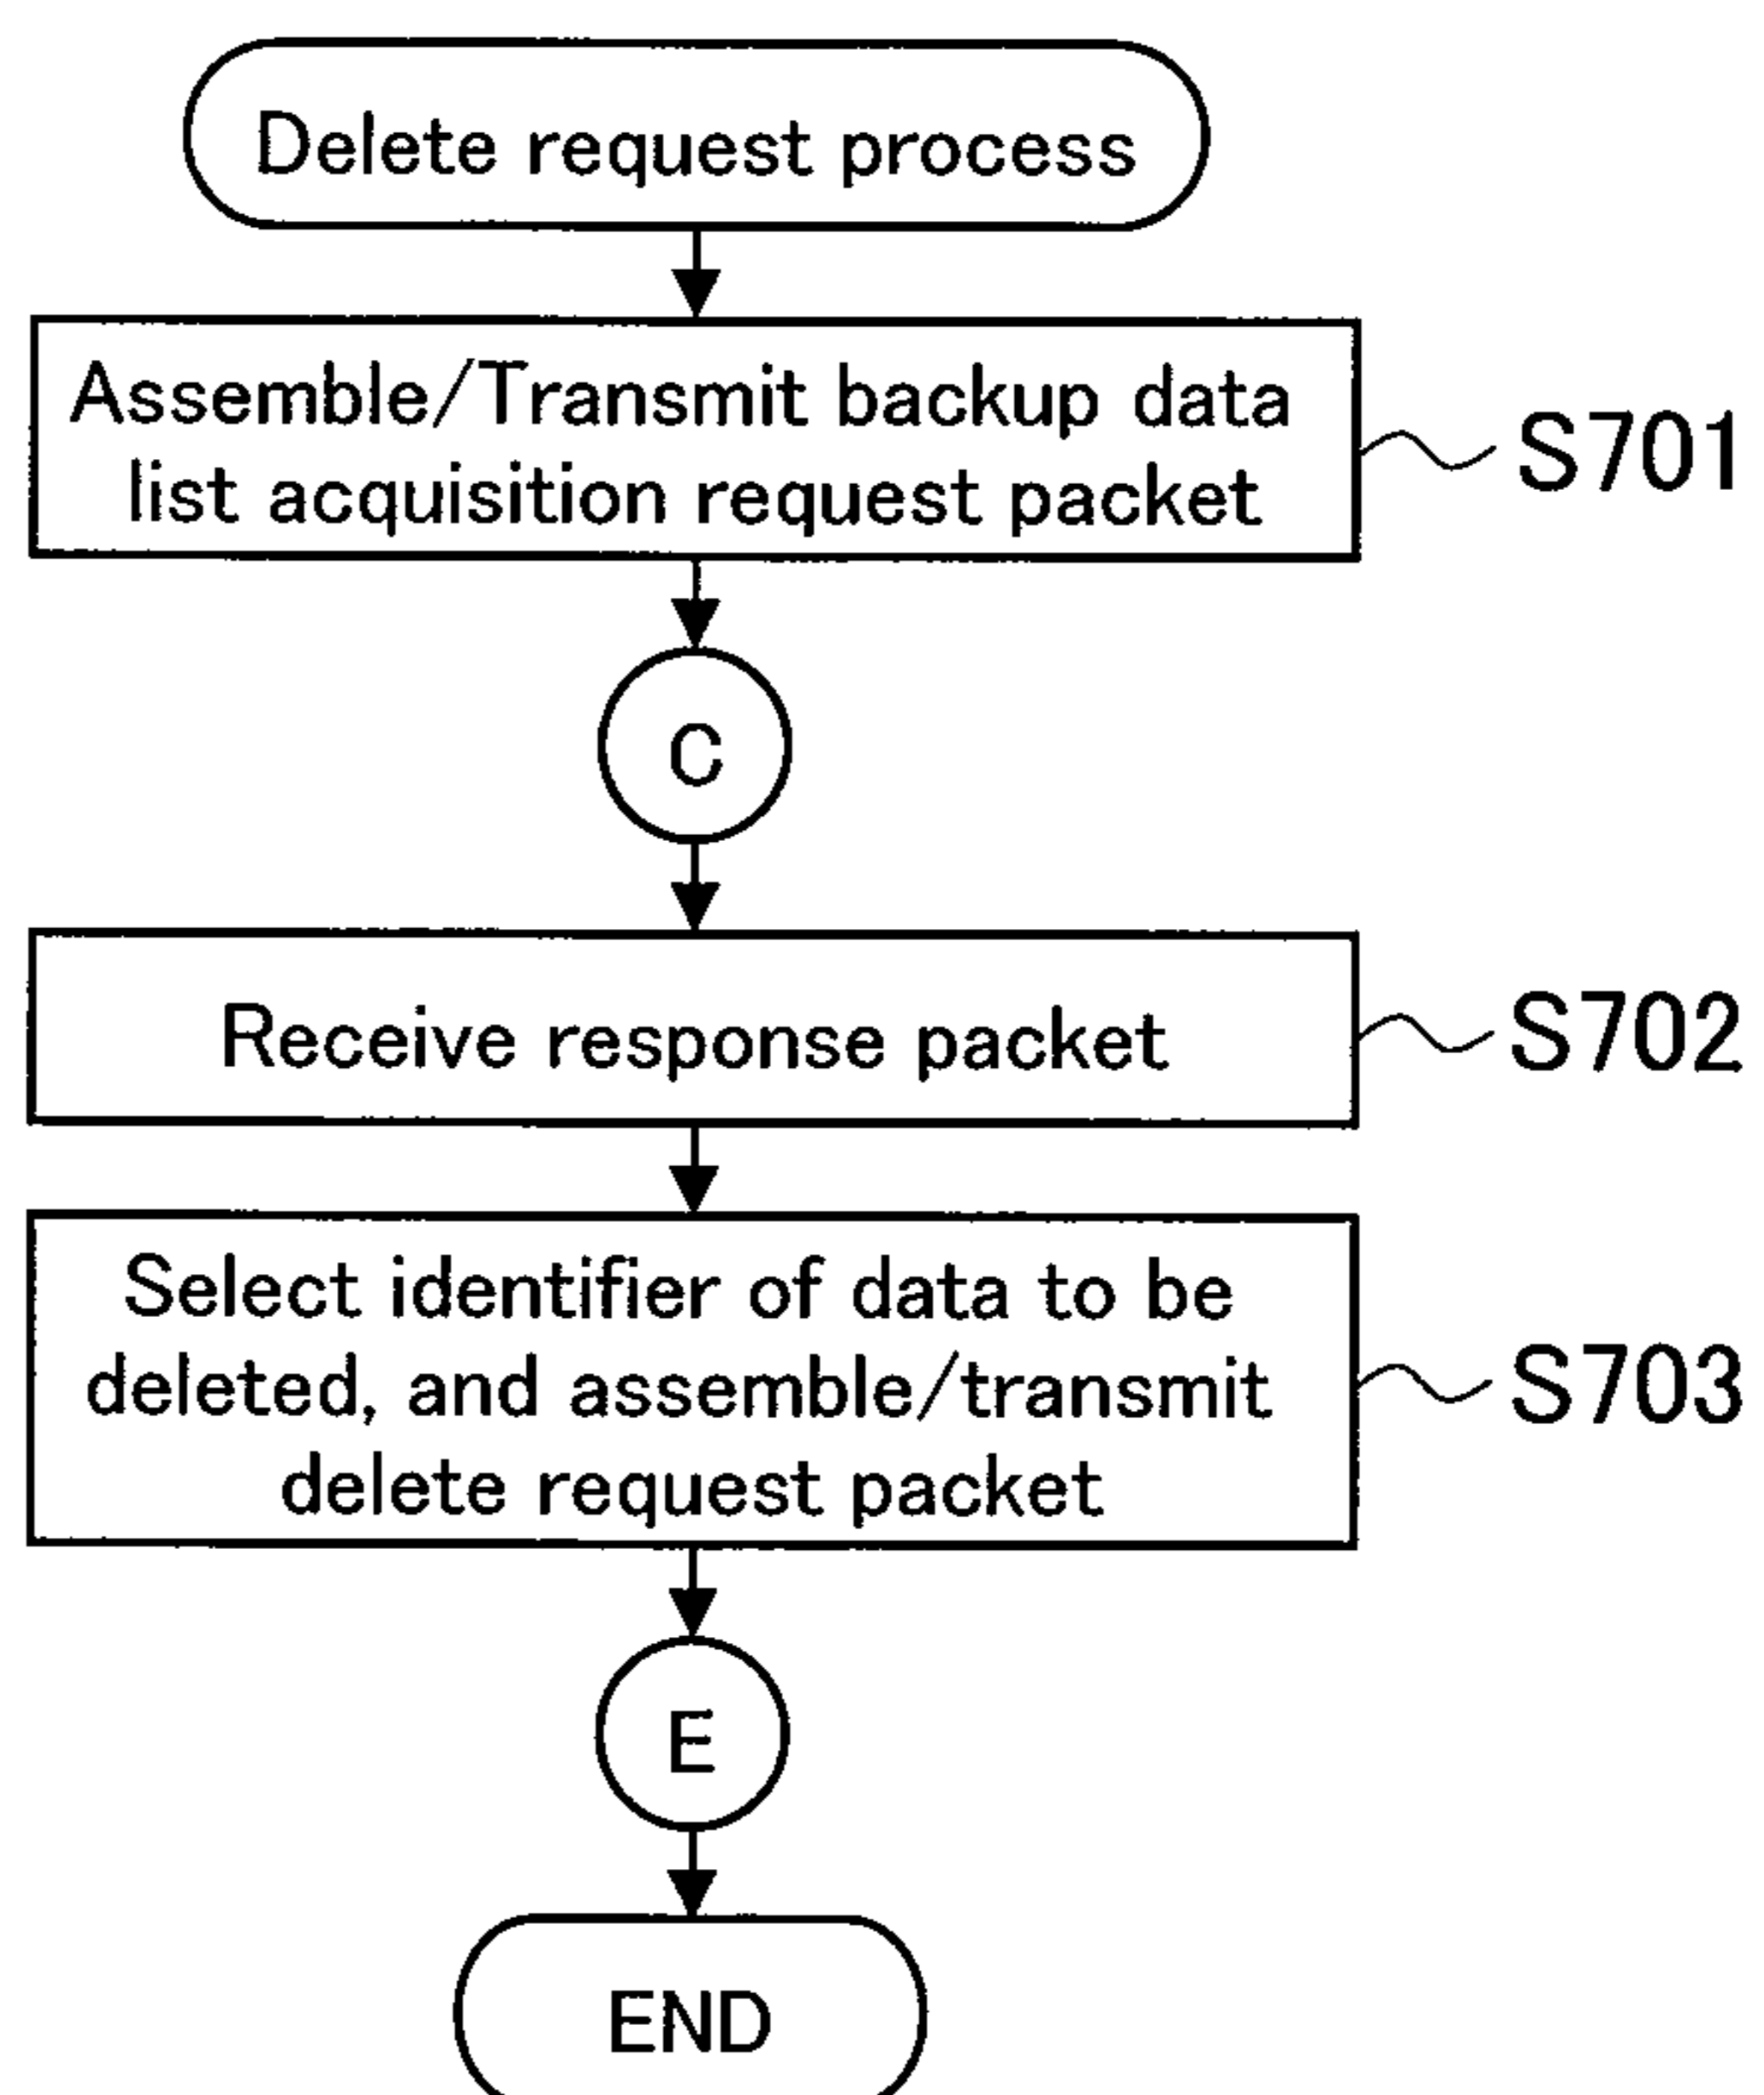 Delete request process
Assemble/Transmit backup data
list acquisition request packet
S701
C
Receive response packet
S702
Select identifier of data to be
deleted, and assemble/transmit
delete request packet
S703
E
END